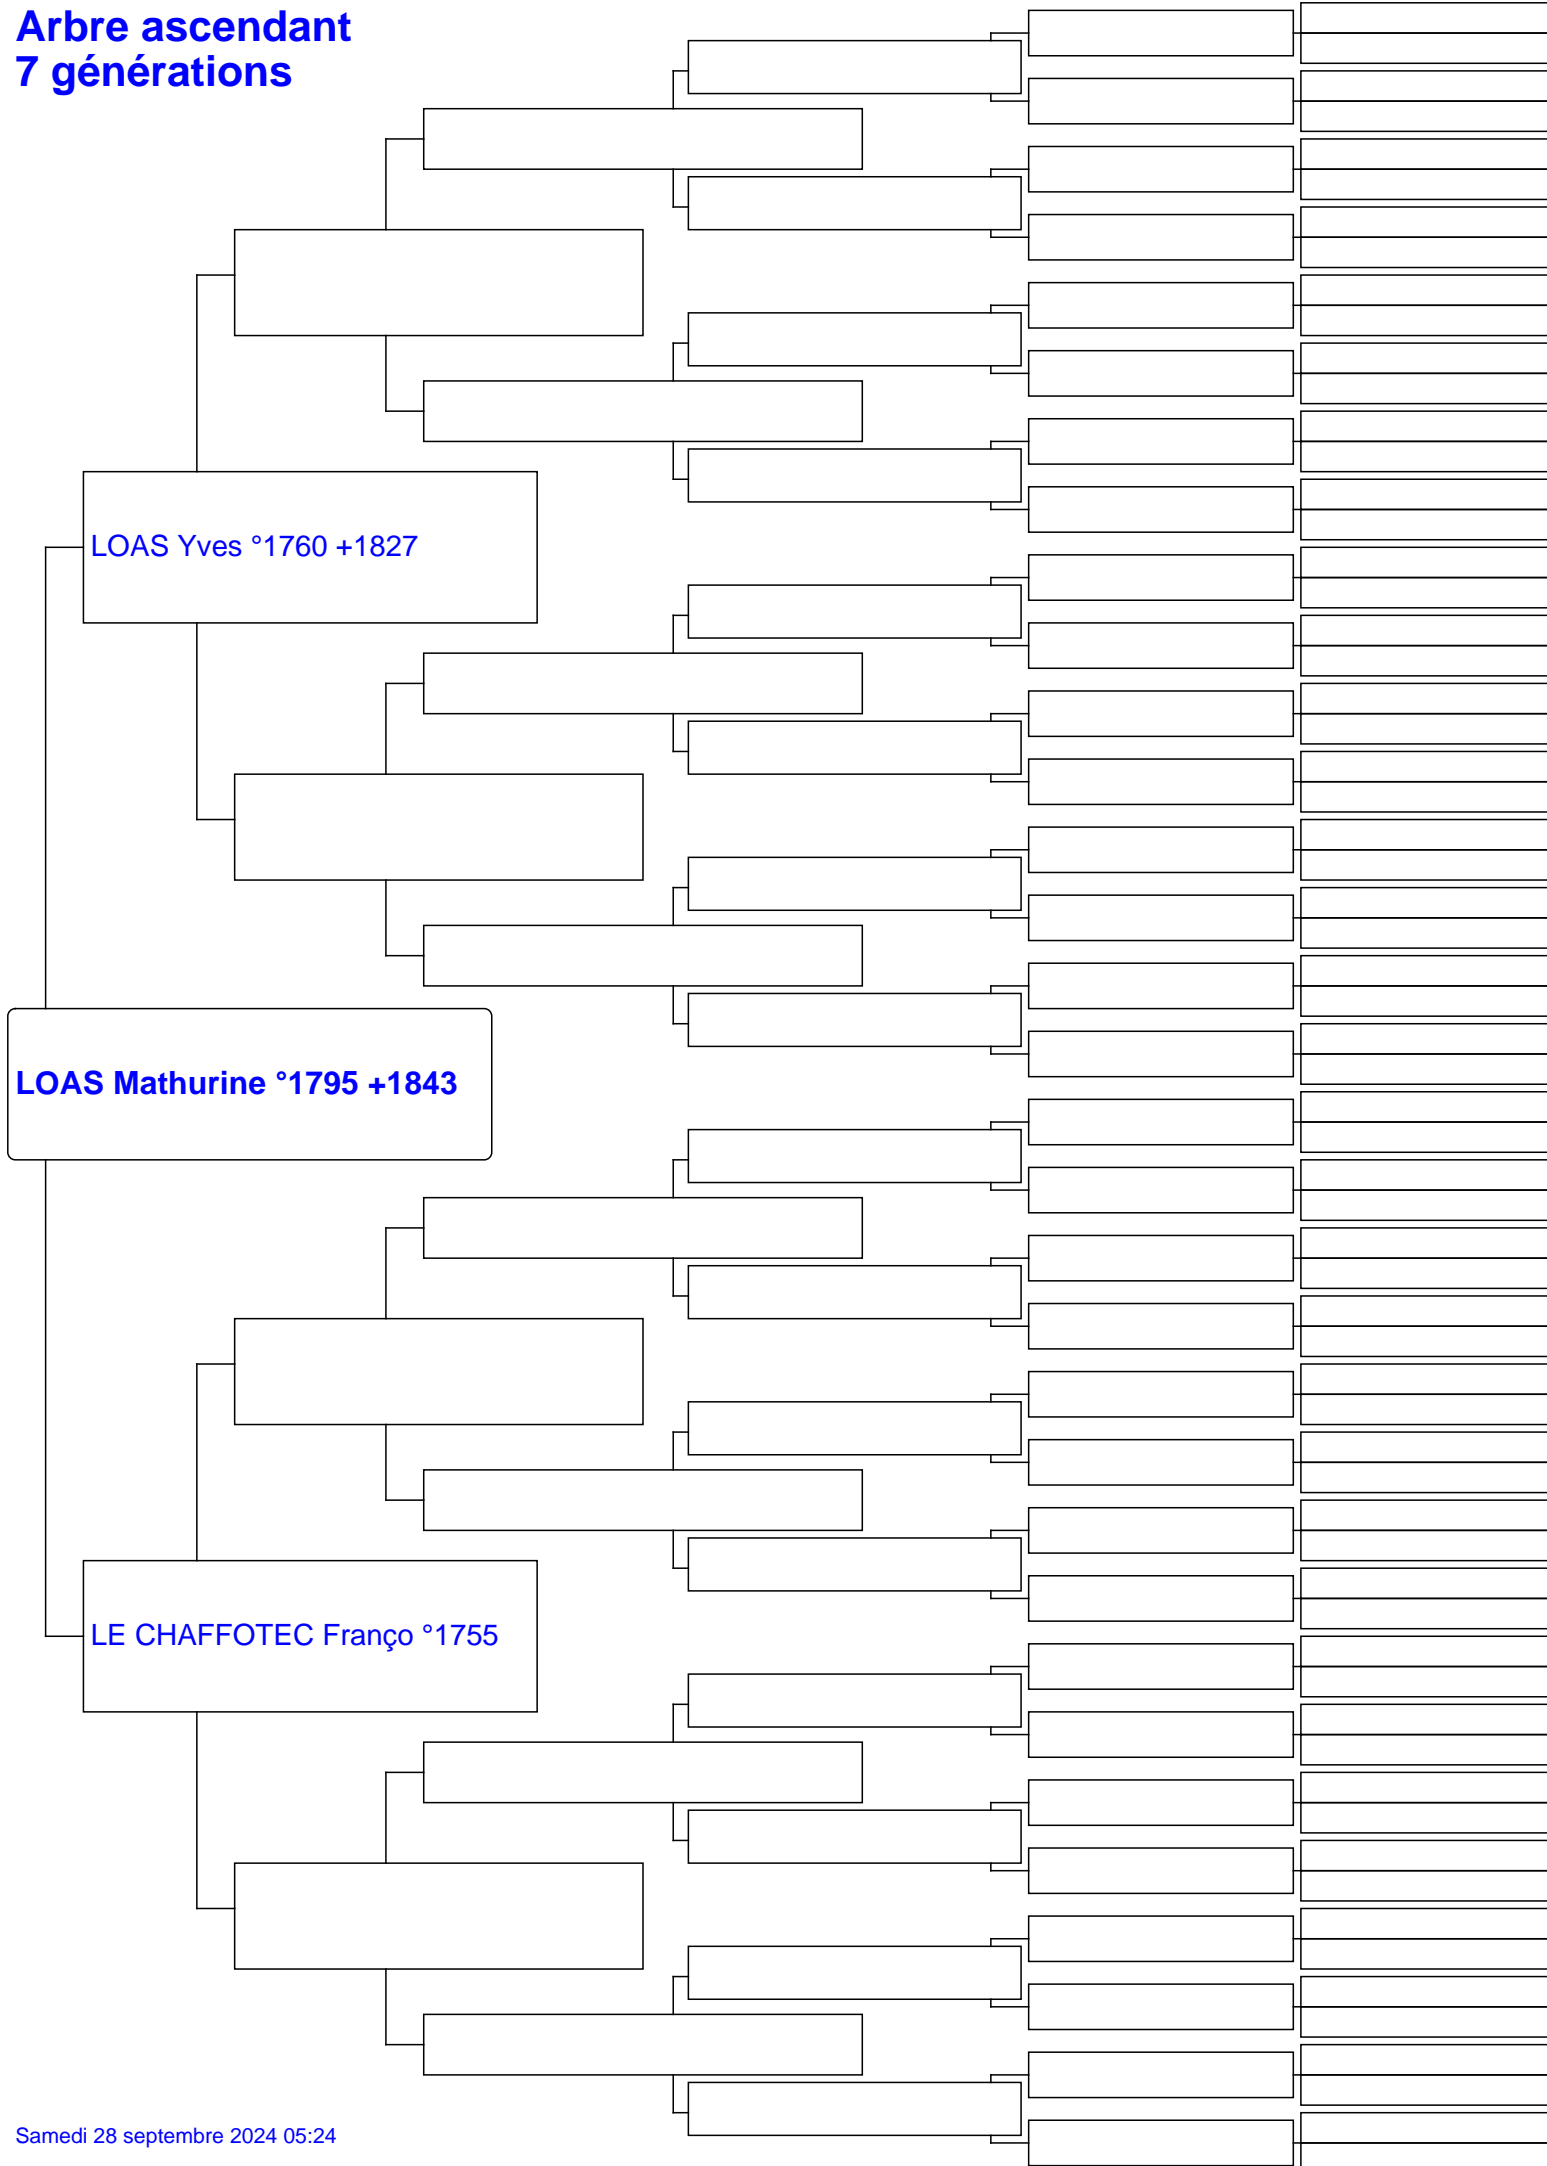 Arbre ascendant
7 générations
LOAS Yves °1760 +1827
LOAS Mathurine °1795 +1843
LE CHAFFOTEC Franço °1755
Samedi 28 septembre 2024 05:24